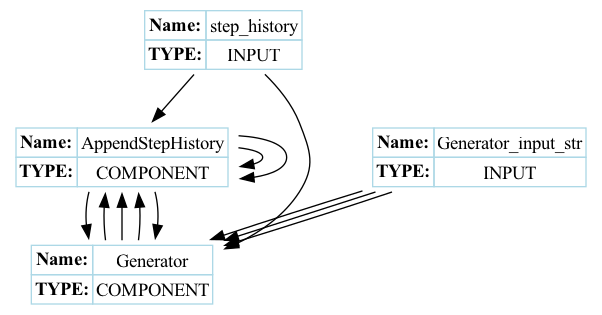 Name: step_history
TYPE: INPUT
Name: AppendStepHistory
TYPE: COMPONENT
Name: Generator_input_str
TYPE: INPUT
Name: Generator
TYPE: COMPONENT